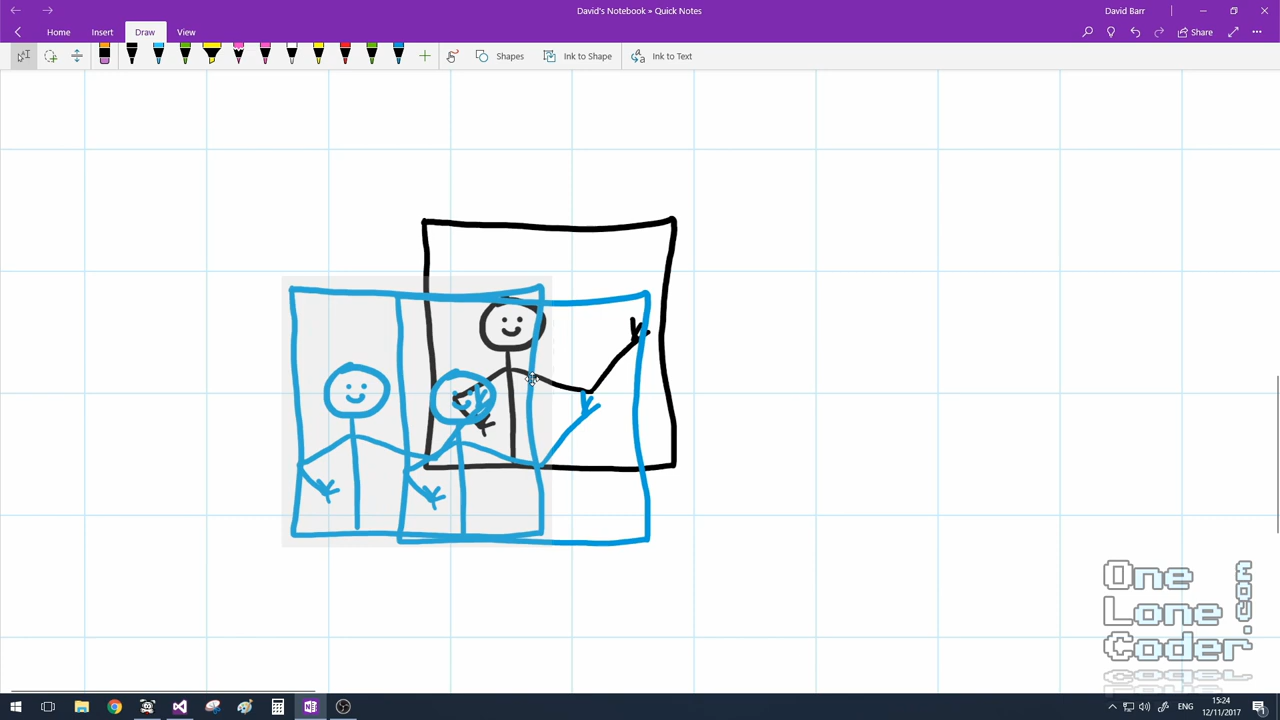 David's Notebook » Quick Notes
David Barr
Home
Insert
Draw
View
Share
Shapes
Ink to Shape
Ink to Text
One
Lone
Coder.com
ENG
15:24
12/11/2017